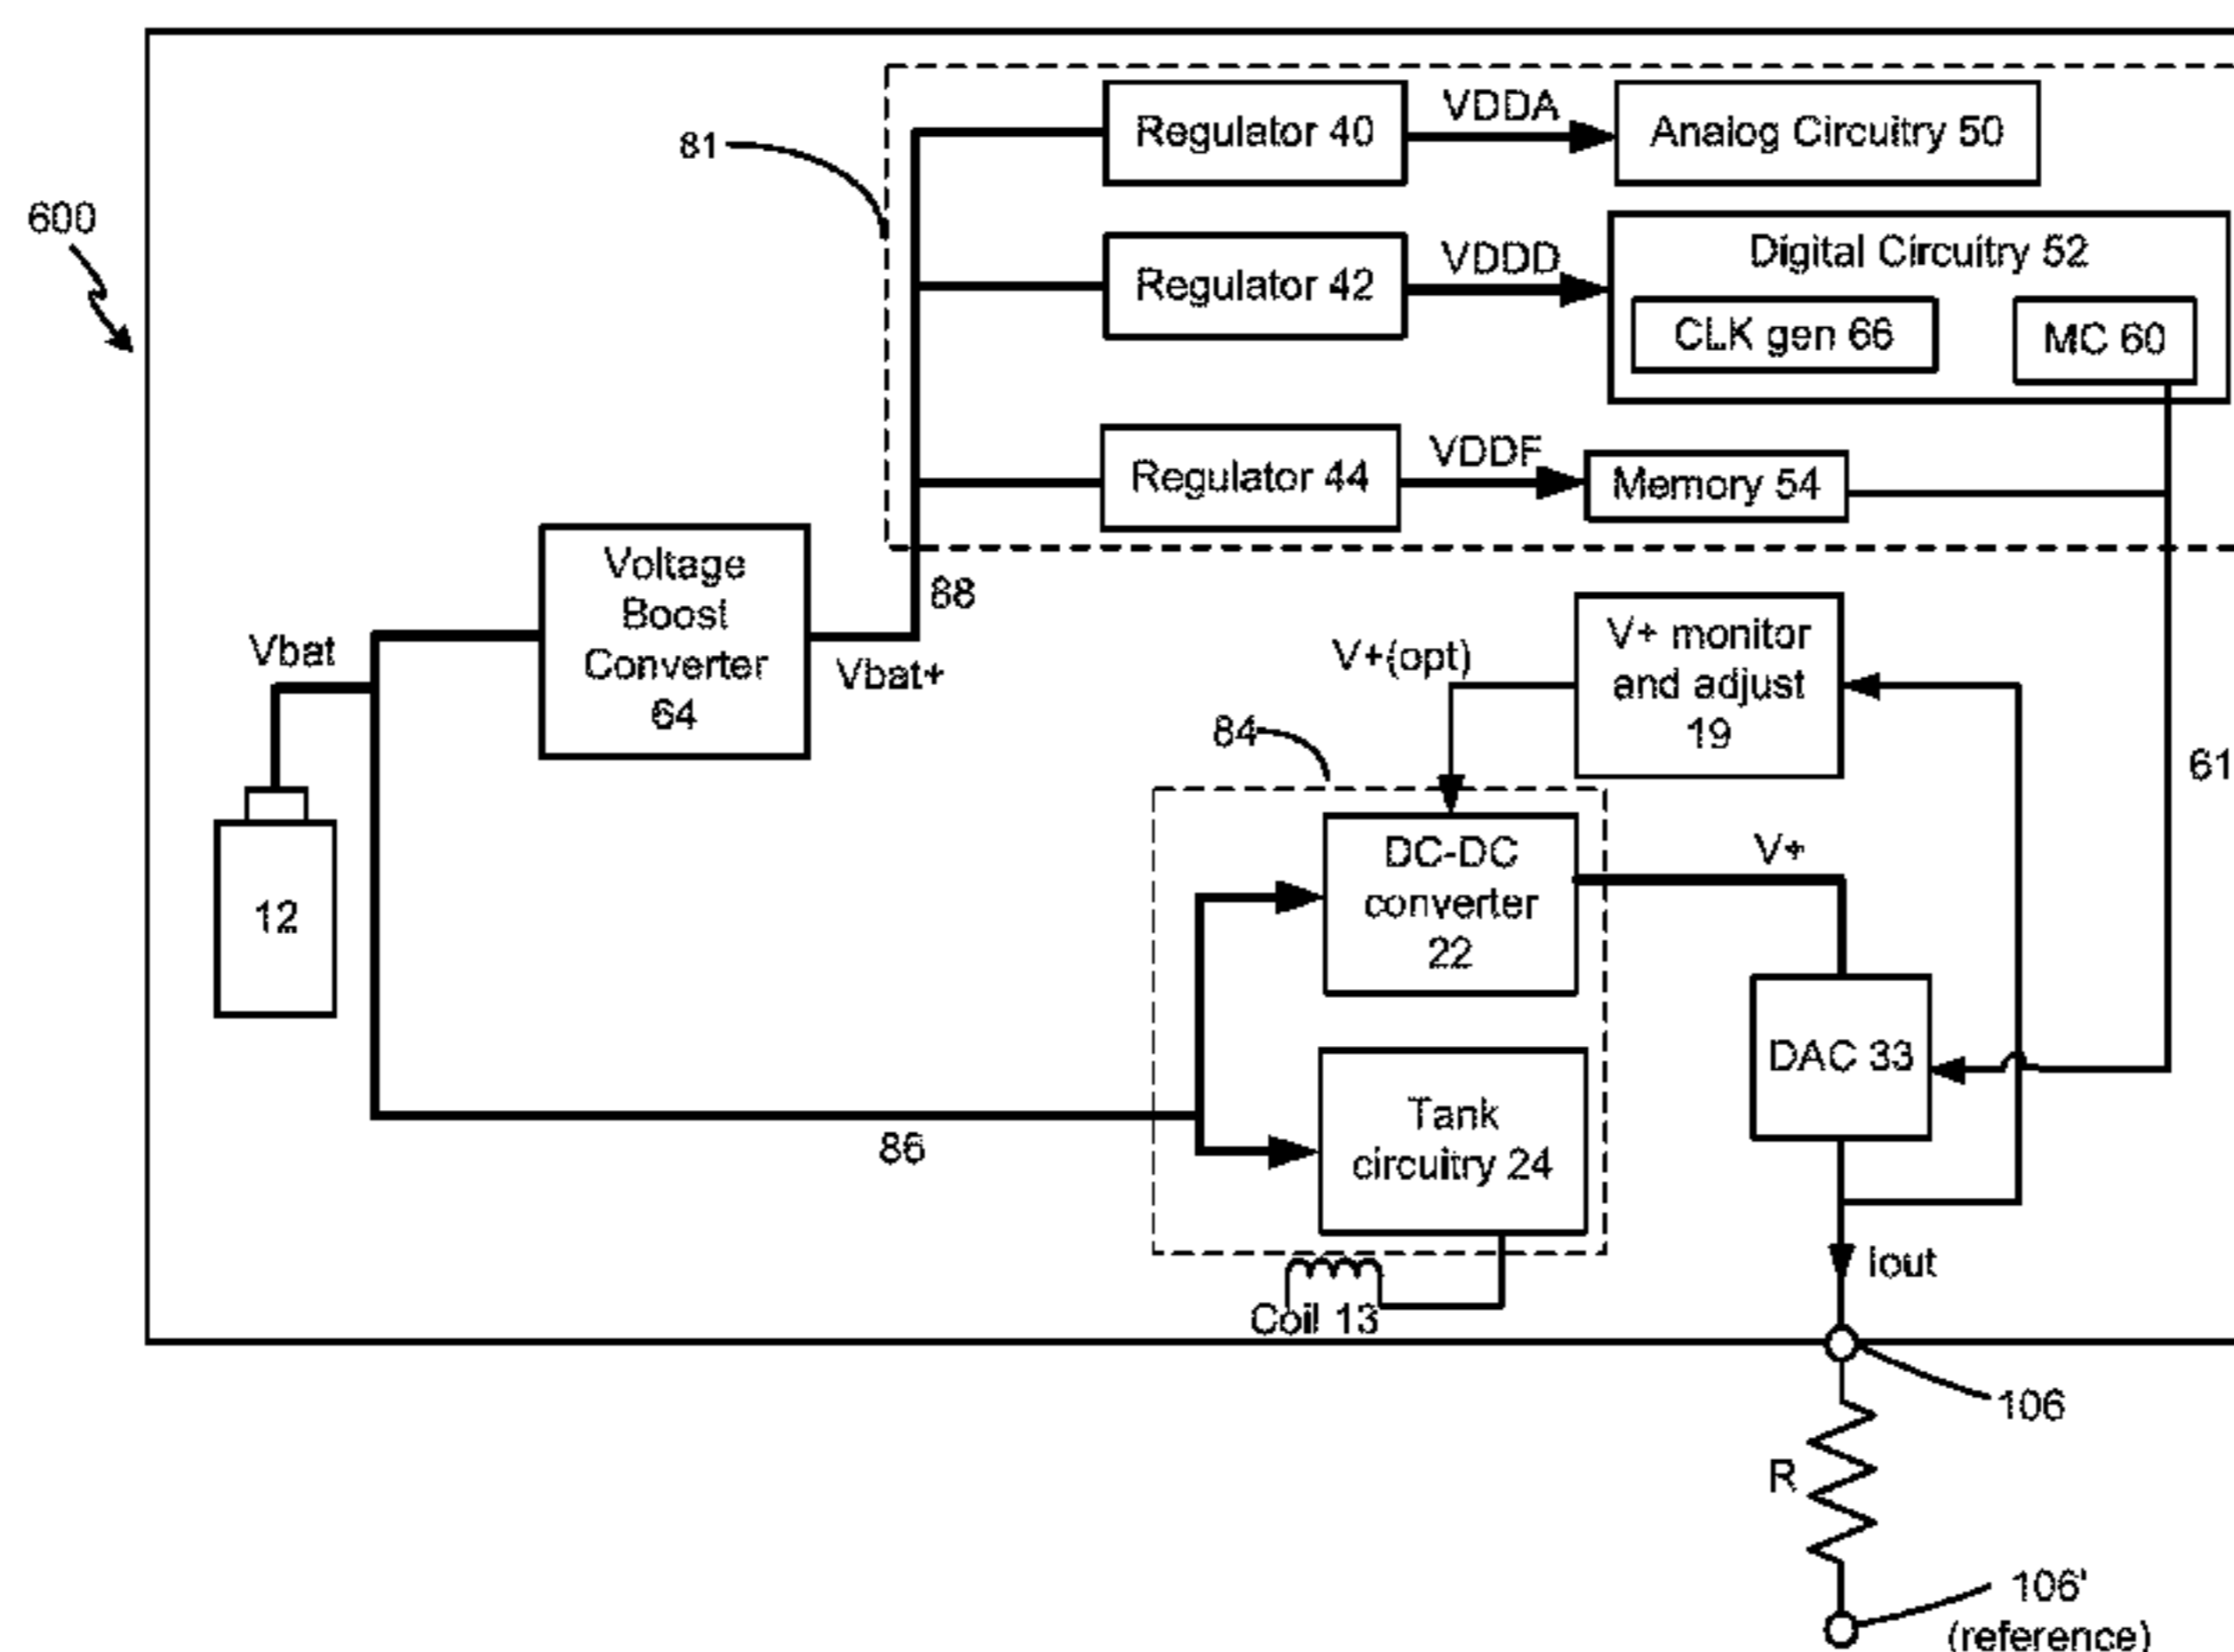 600
81
Regulator 40
VDDA
Analog Circuitry 50
Regulator 42
VDDD
Digital Circuitry 52
CLK gen 66
MC 60
Regulator 44
VDDF
Memory 54
Voltage
Boost
Converter
64
88
Vbat
Vbat+
V+(opt)
V+ monitor
and adjust
19
61
84
12
DC-DC
converter
22
V+
DAC 33
Tank
circuitry 24
86
Coil 13
Iout
106
R
106'
(reference)